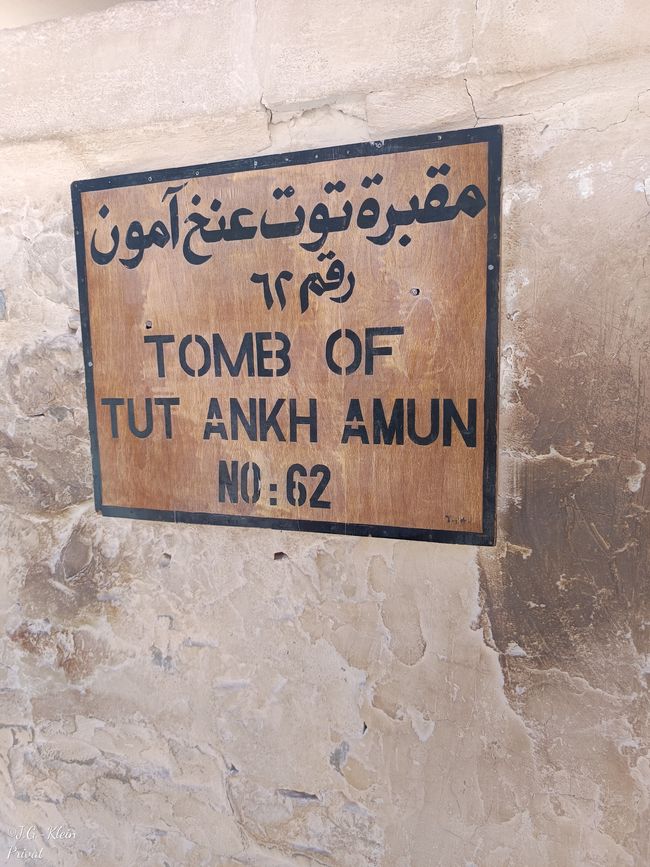 مقبرة توت عنخ آمون
رقم ٦٢
TOMB OF
TUT ANKH AMUN
NO: 62
©J.G - Klein
Privat